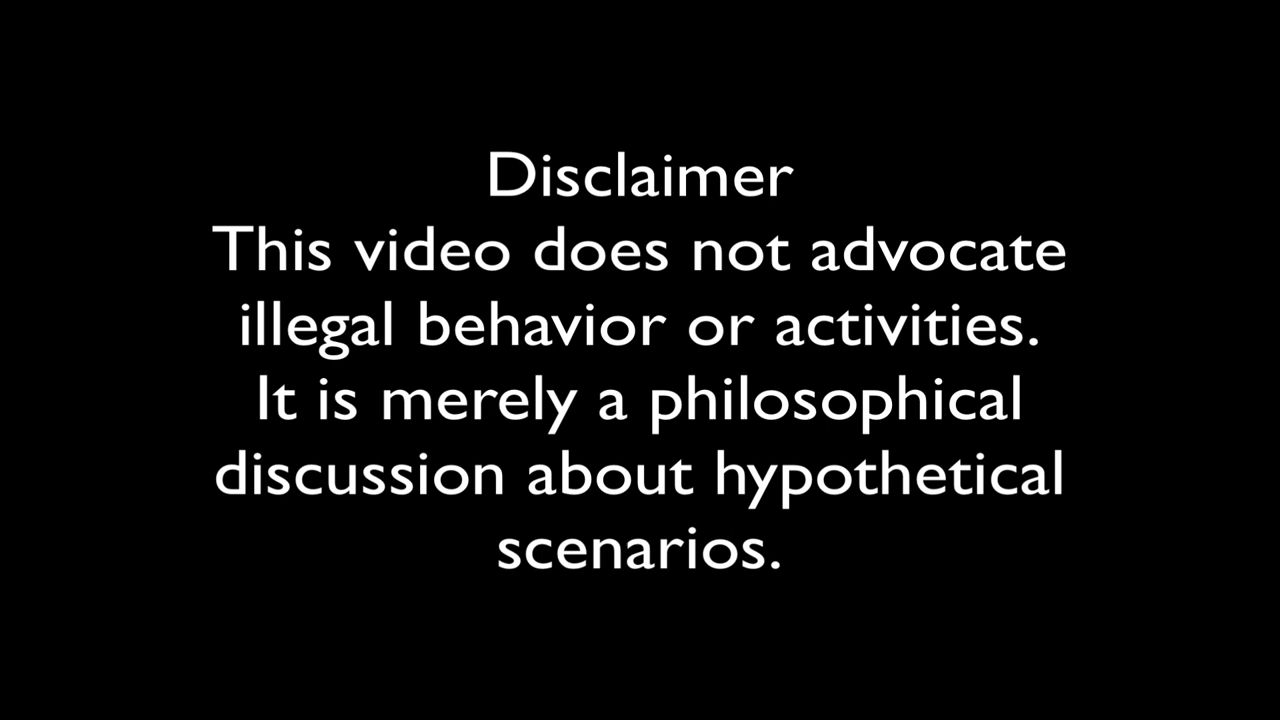 Disclaimer
This video does not advocate
illegal behavior or activities.
It is merely a philosophical
discussion about hypothetical
scenarios.